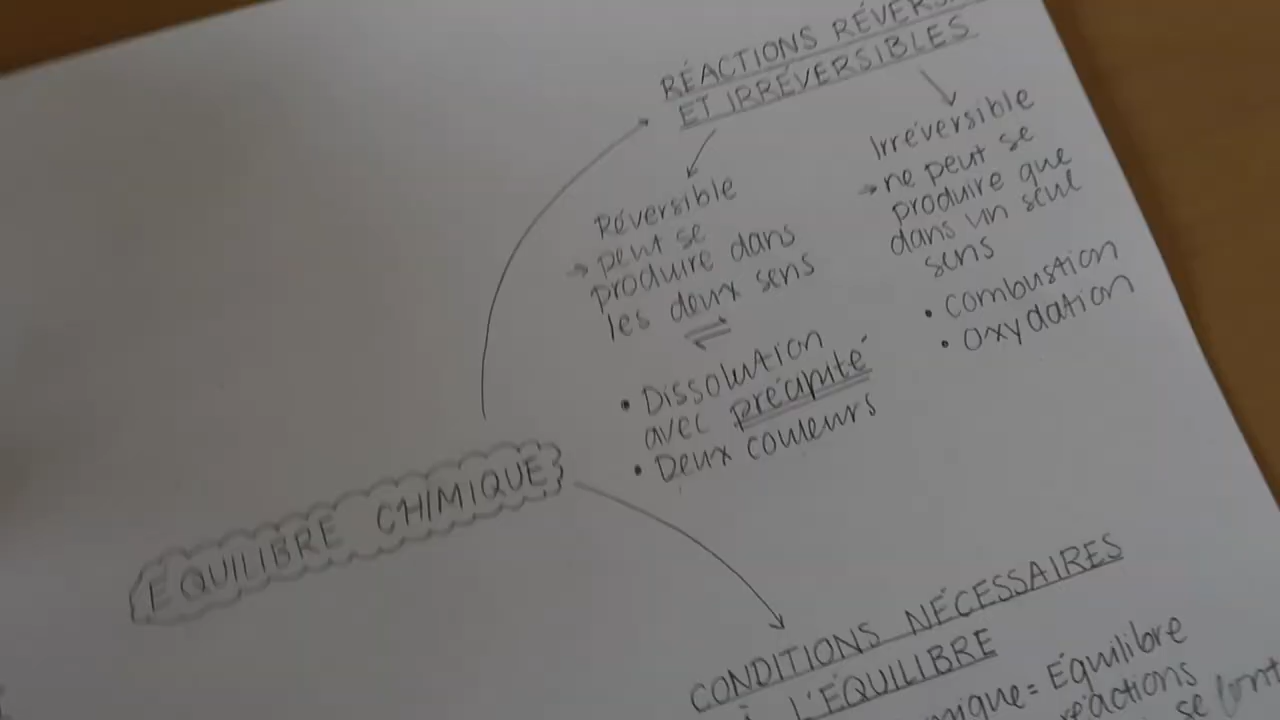 RÉACTIONS
ET IRRÉVERSIBLES
Réversible
→ peut se
produire dans
les deux sens
⇌
• Dissolution
avec précipité
• Deux couleurs
Irréversible
→ ne peut se
produire que
dans un seul
sens
• combustion
• oxydation
ÉQUILIBRE CHIMIQUE
CONDITIONS NÉCESSAIRES
À L'ÉQUILIBRE
= Équilibre
réactions
se font